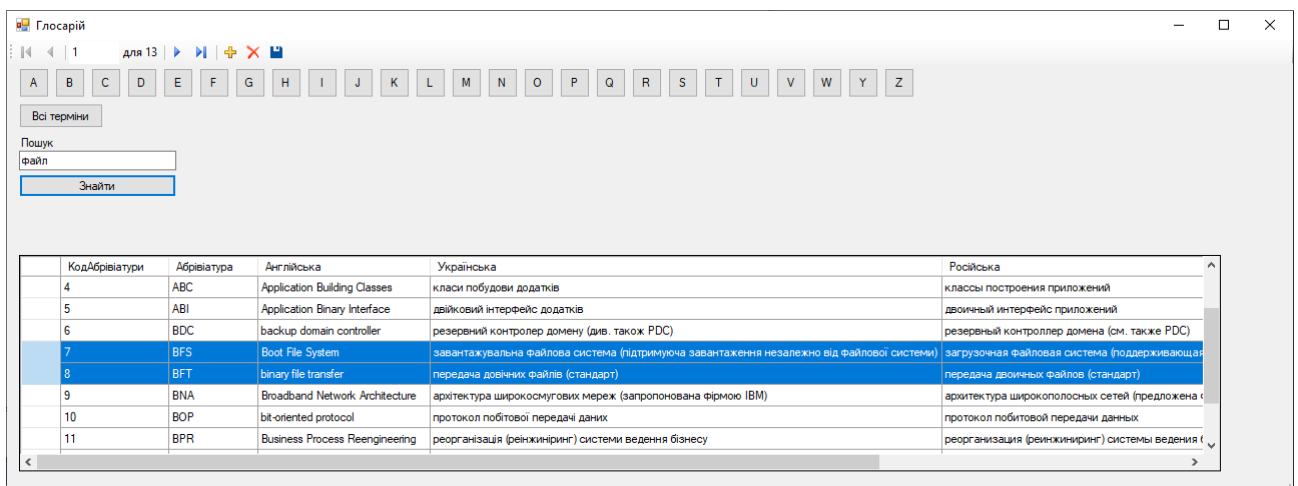 Глосарій
1 для 13
A B C D E F G H I J K L M N O P Q R S T U V W Y Z
Всі терміни
Пошук
файл
Знайти
КодАбрівіатури Абрівіатура Англійська Українська Російська
4 ABC Application Building Classes класи побудови додатків классы построения приложений
5 ABI Application Binary Interface двійковий інтерфейс додатків двоичный интерфейс приложений
6 BDC backup domain controller резервний контролер домену (див. також PDC) резервный контроллер домена (см. также PDC)
7 BFS Boot File System завантажувальна файлова система (підтримуюча завантаження незалежно від файлової системи) загрузочная файловая система (поддерживающая
8 BFT binary file transfer передача довічних файлів (стандарт) передача двоичных файлов (стандарт)
9 BNA Broadband Network Architecture архітектура широкосмугових мереж (запропонована фірмою IBM) архитектура широкополосных сетей (предложена
10 BOP bit-oriented protocol протокол побітової передачі даних протокол побитовой передачи данных
11 BPR Business Process Reengineering реорганізація (реінжиніринг) системи ведення бізнесу реорганизация (реинжиниринг) системы ведения